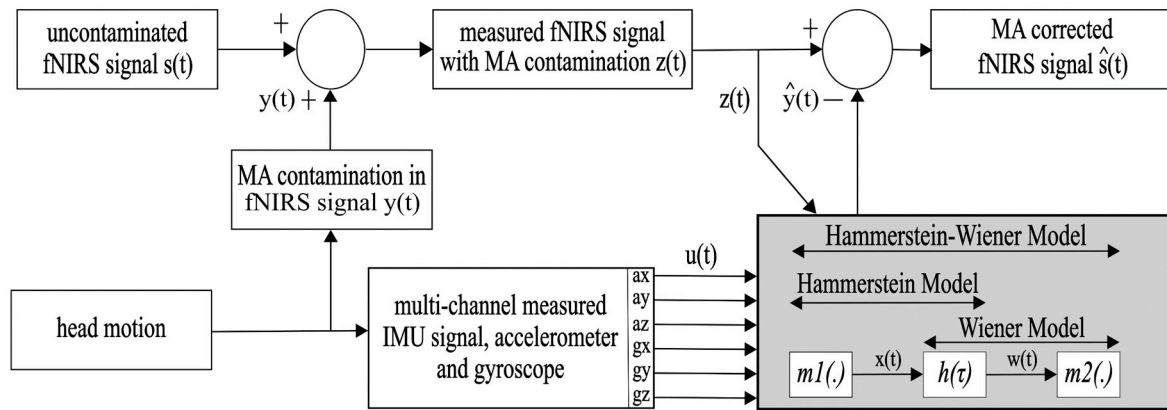 uncontaminated
fNIRS signal s(t)
+
measured fNIRS signal
with MA contamination z(t)
+
MA corrected
fNIRS signal ŝ(t)
y(t) +
z(t)
ŷ(t) −
MA contamination in
fNIRS signal y(t)
head motion
multi-channel measured
IMU signal, accelerometer
and gyroscope
ax
ay
az
gx
gy
gz
u(t)
Hammerstein-Wiener Model
Hammerstein Model
Wiener Model
m1(.)
x(t)
h(τ)
w(t)
m2(.)